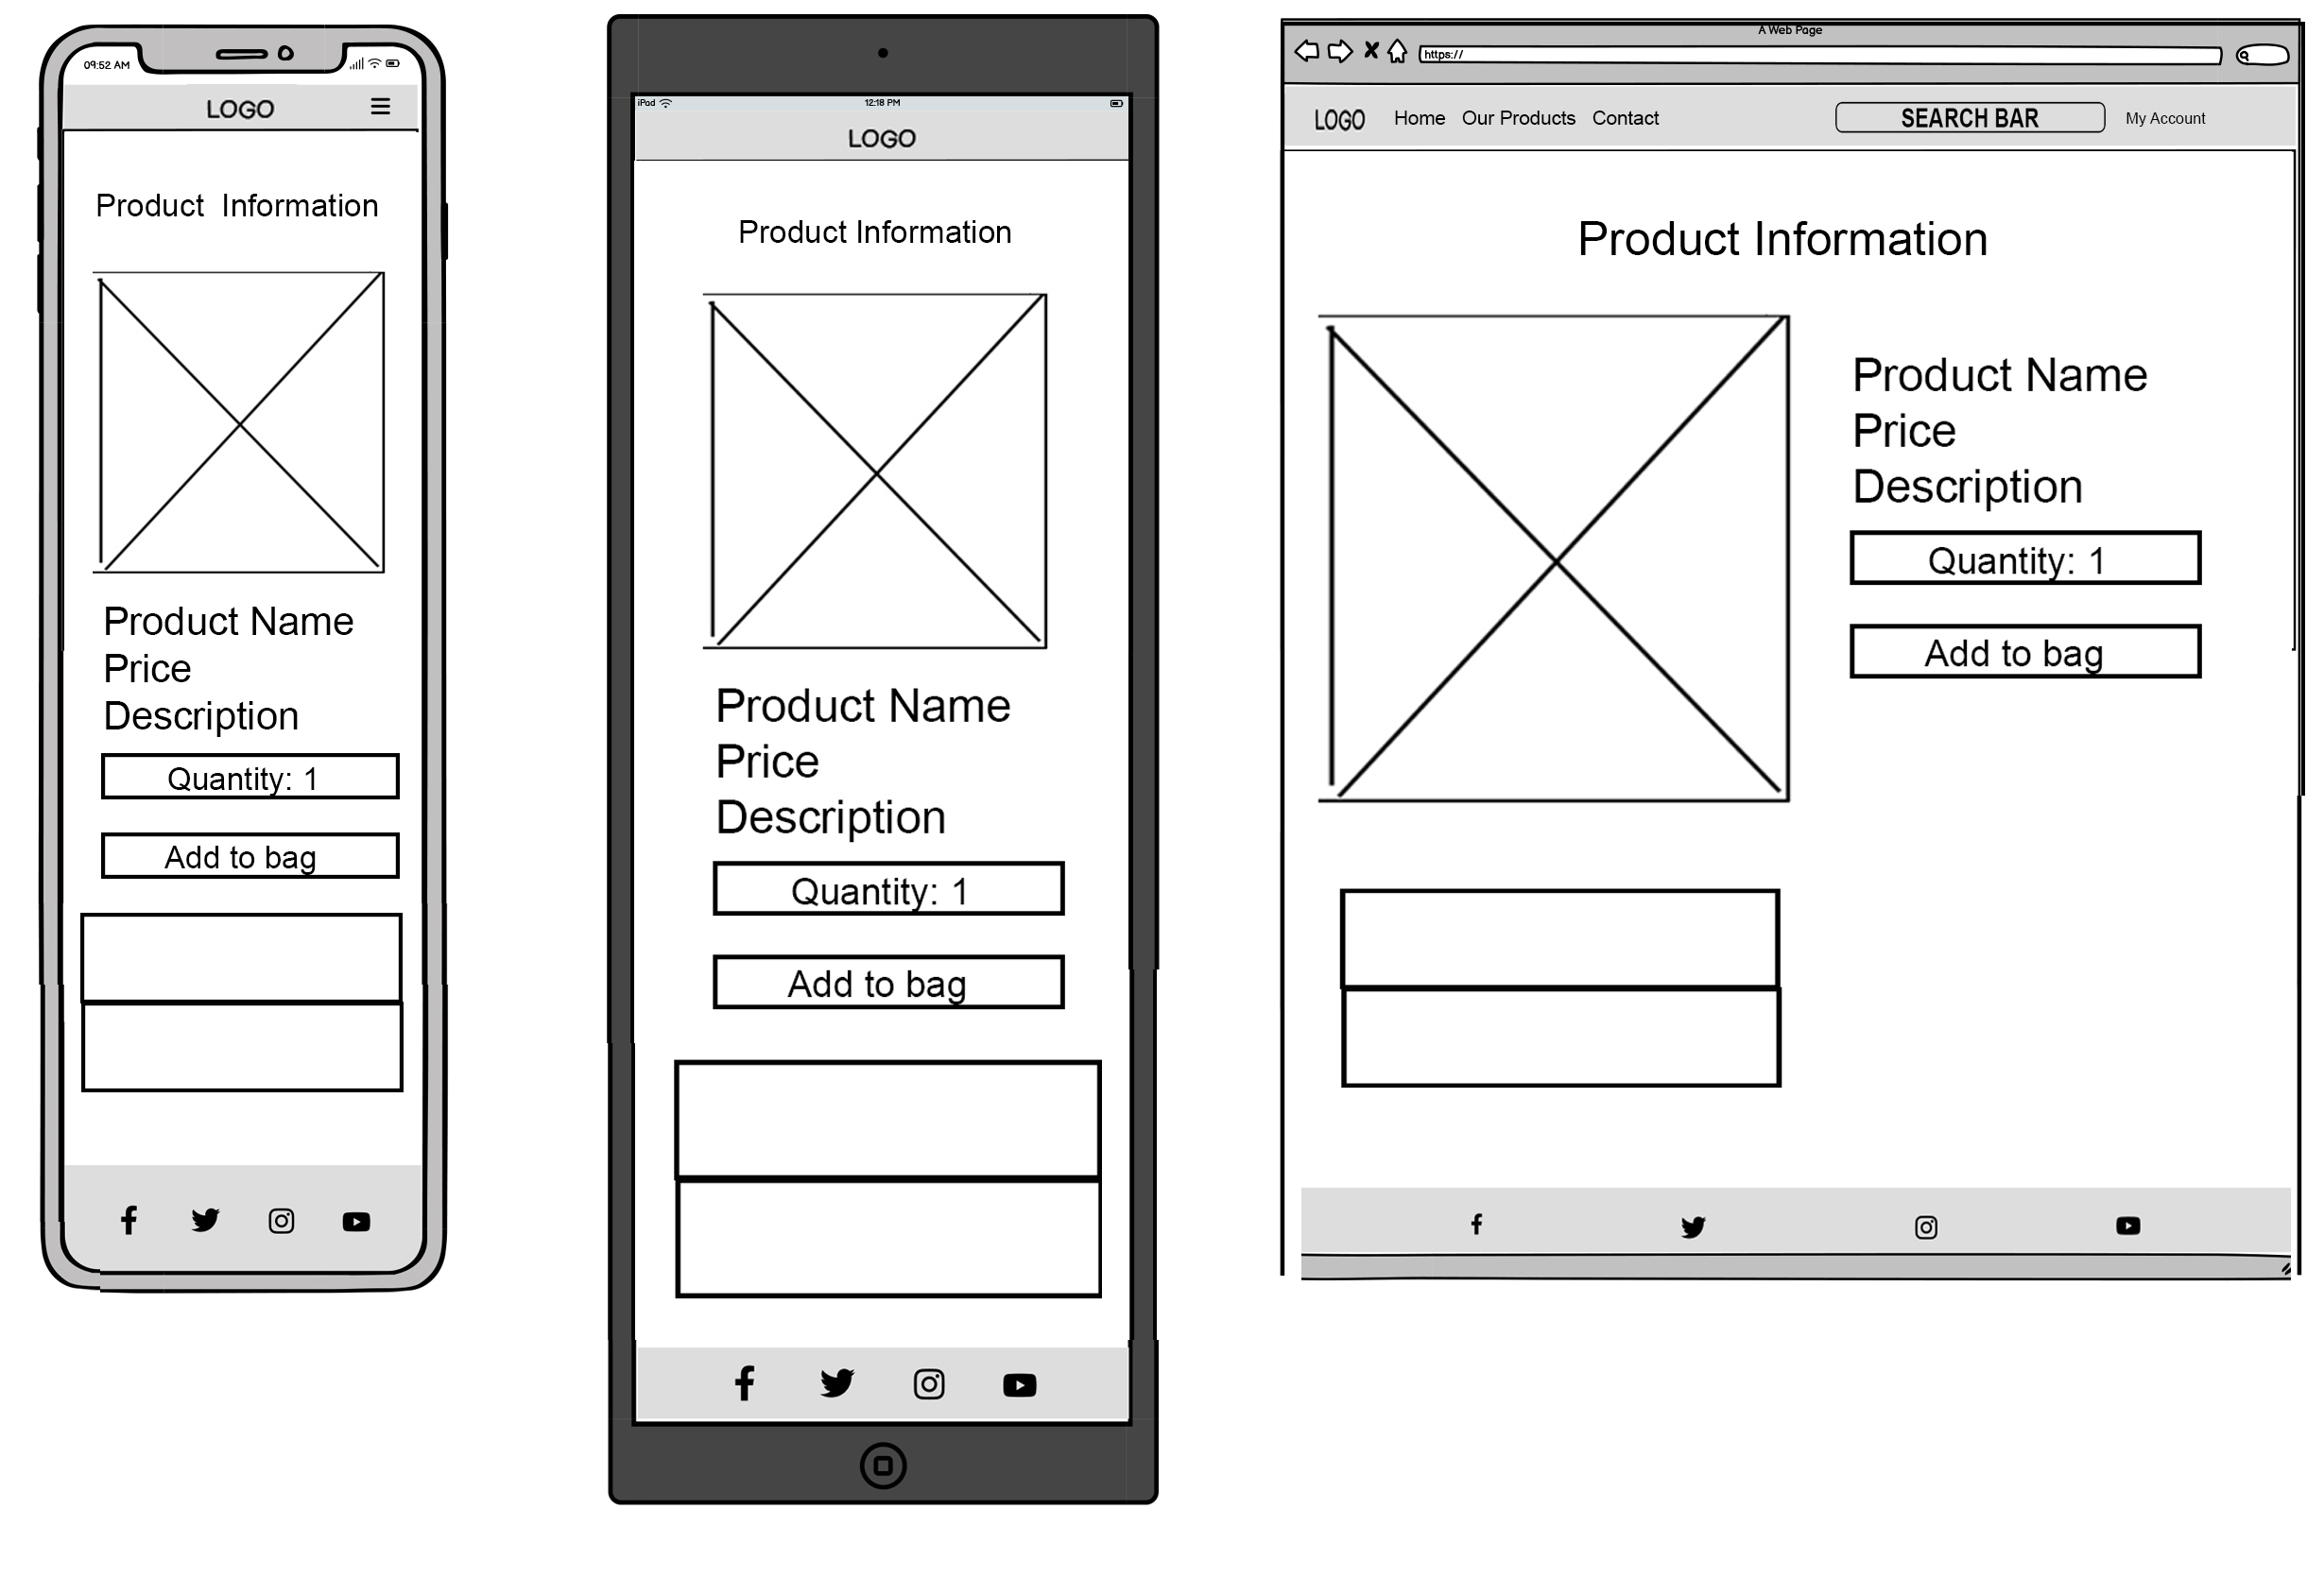 09:52 AM
LOGO
Product Information
Product Name
Price
Description
Quantity: 1
Add to bag
iPad
12:18 PM
LOGO
Product Information
Product Name
Price
Description
Quantity: 1
Add to bag
A Web Page
https://
LOGO Home Our Products Contact SEARCH BAR My Account
Product Information
Product Name
Price
Description
Quantity: 1
Add to bag